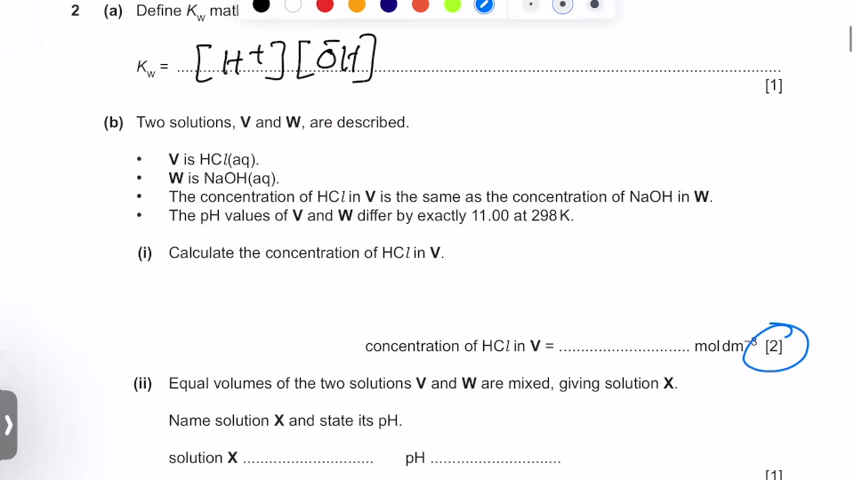 2 (a) Define Kw
Kw = [H+][OH] [1]
(b) Two solutions, V and W, are described.
• V is HCl(aq).
• W is NaOH(aq).
• The concentration of HCl in V is the same as the concentration of NaOH in W.
• The pH values of V and W differ by exactly 11.00 at 298 K.
(i) Calculate the concentration of HCl in V.
concentration of HCl in V = .............................. mol dm⁻³ [2]
(ii) Equal volumes of the two solutions V and W are mixed, giving solution X.
Name solution X and state its pH.
solution X .............................. pH ..............................
[1]